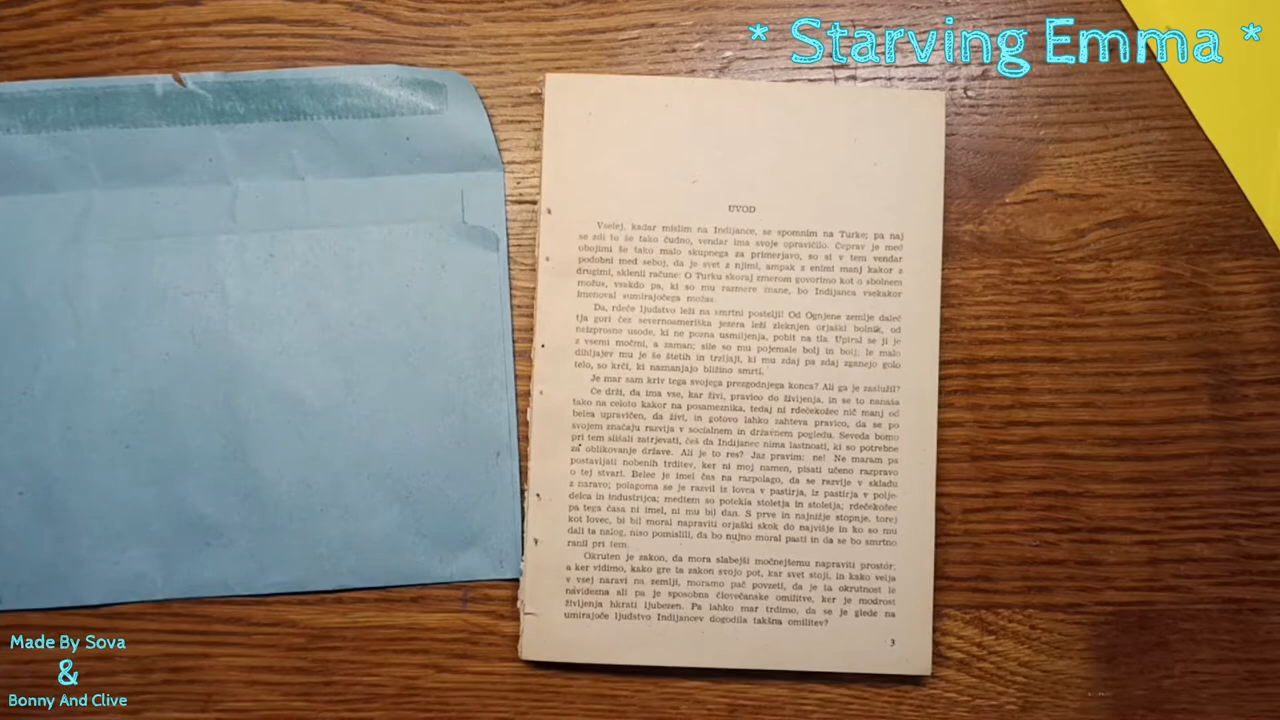 * Starving Emma *
UVOD
Vselej, kadar mislim na Indijance, se spomnim na Turke; pa naj
se zdi to še tako čudno, vendar ima svoje opravičilo. Čeprav je med
obojimi še tako malo skupnega za primerjavo, so si v tem vendar
podobni med seboj, da je svet z njimi, ampak z enimi manj kakor z
drugimi, sklenil račune: O Turku skoraj zmerom govorimo kot o »bolnem
možu«, vsakdo pa, ki so mu razmere znane, bo Indijanca vsekakor
imenoval »umirajočega moža«.
Da, rdeče ljudstvo leži na smrtni postelji! Od Ognjene zemlje daleč
tja gori čez severnoameriška jezera leži zleknjen orjaški bolnik, od
neizprosne usode, ki ne pozna usmiljenja, pobit na tla. Upiral se ji je
z vsemi močmi, a zaman; sile so mu pojemale bolj in bolj; le malo
dihljajev mu je še štetih in trzljaji, ki mu zdaj pa zdaj zganejo golo
telo, so krči, ki naznanjajo bližino smrti.
Je mar sam kriv tega svojega prezgodnjega konca? Ali ga je zaslužil?
Če drži, da ima vse, kar živi, pravico do življenja, in se to nanaša
tako na celoto kakor na posameznika, tedaj ni rdečekožec nič manj od
belca upravičen, da živi, in gotovo lahko zahteva pravico, da se po
svojem značaju razvija v socialnem in državnem pogledu. Seveda bomo
pri tem slišali zatrjevati, češ da Indijanec nima lastnosti, ki so potrebne
za oblikovanje države. Ali je to res? Jaz pravim: ne! Ne maram pa
postavljati nobenih trditev, ker ni moj namen, pisati učeno razpravo
o tej stvari. Belec je imel čas na razpolago, da se razvije v skladu
z naravo; polagoma se je razvil iz lovca v pastirja, iz pastirja v polje-
delca in industrijca; medtem so potekla stoletja in stoletja; rdečekožec
pa tega časa ni imel, ni mu bil dan. S prve in najnižje stopnje, torej
kot lovec, bi bil moral napraviti orjaški skok do najvišje in ko so mu
dali ta nalog, niso pomislili, da bo nujno moral pasti in da se bo smrtno
ranil pri tem.
Okruten je zakon, da mora slabejši močnejšemu napraviti prostor;
a ker vidimo, kako gre ta zakon svojo pot, kar svet stoji, in kako velja
v vsej naravi na zemlji, moramo pač povzeti, da je ta okrutnost le
navidezna ali pa je sposobna človečanske omilitve, ker je modrost
življenja hkrati ljubezen. Pa lahko mar trdimo, da se je glede na
umirajoče ljudstvo Indijancev dogodila takšna omilitev?
3
Made By Sova
&
Bonny And Clive